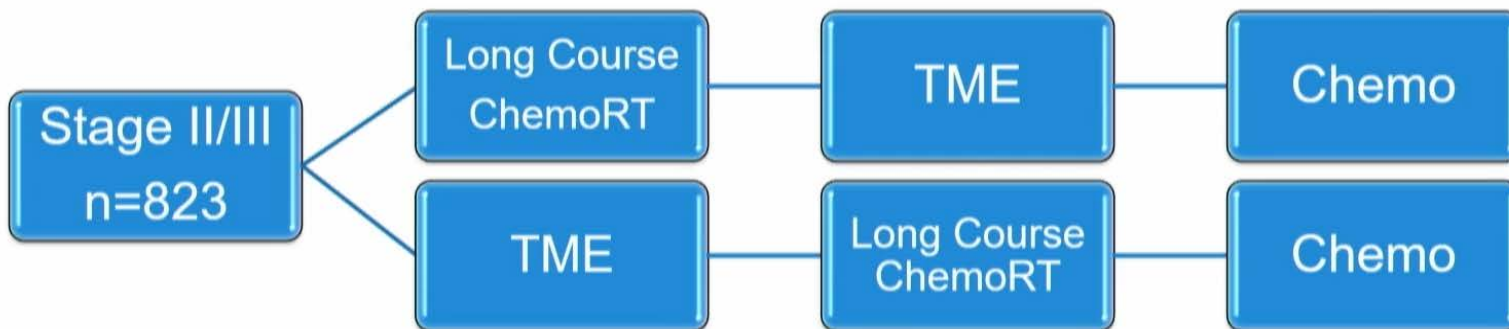 Stage II/III
n=823
Long Course
ChemoRT
TME
Chemo
TME
Long Course
ChemoRT
Chemo